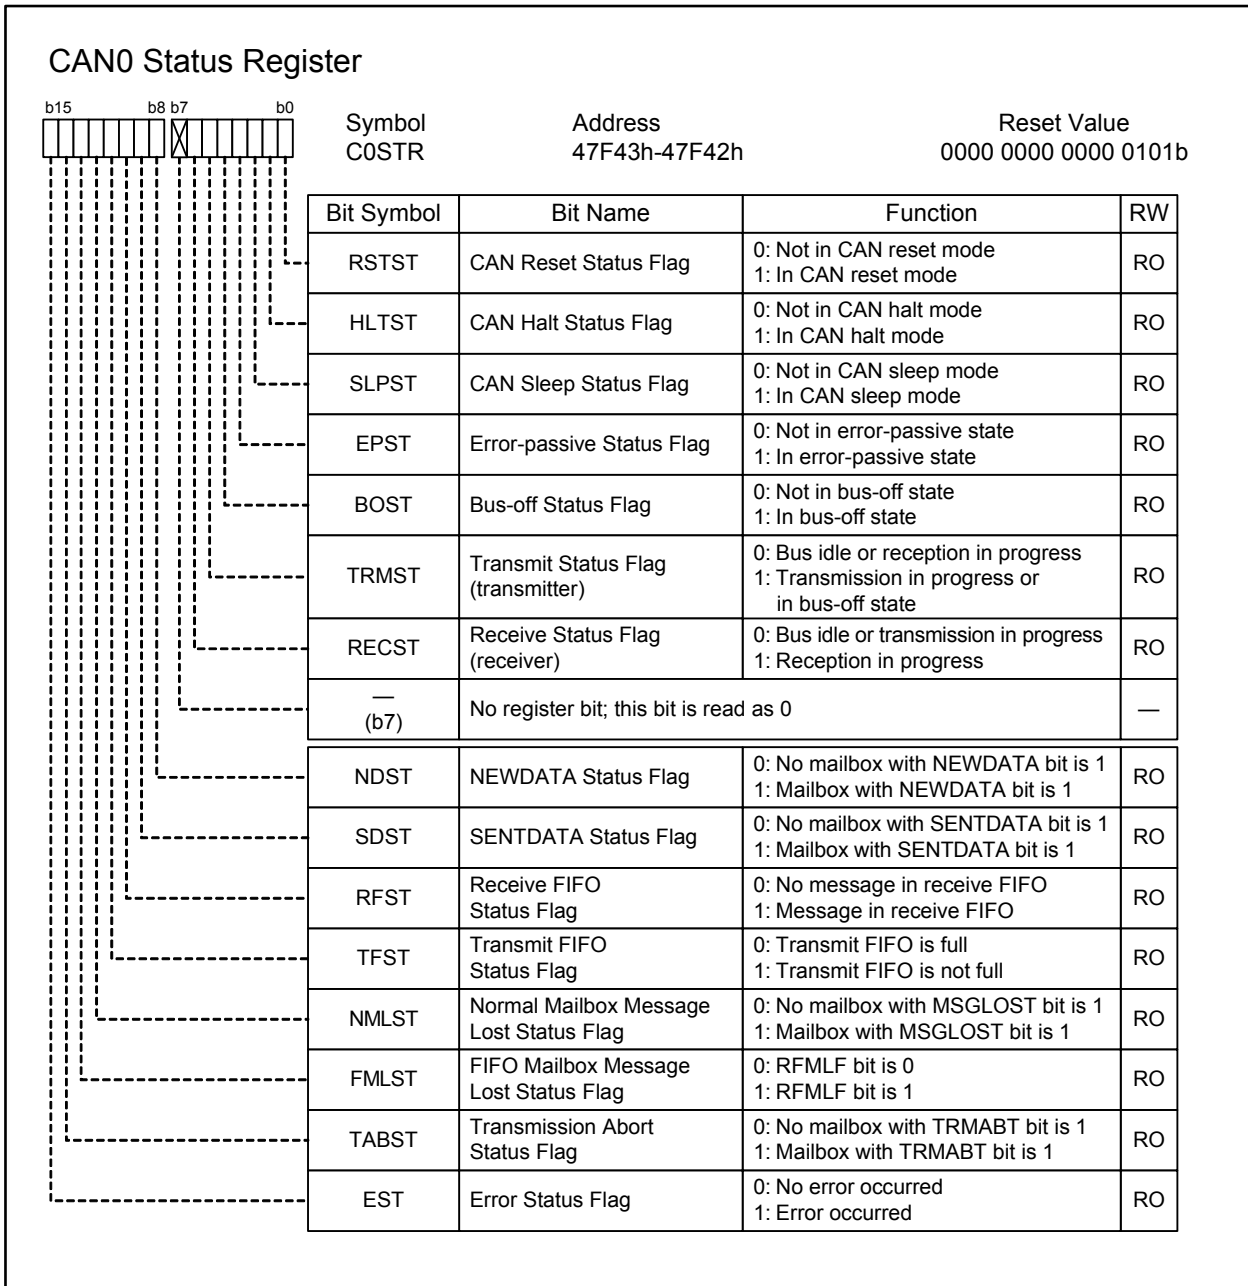 CAN0 Status Register
b15 b8 b7 b0
Symbol Address Reset Value
C0STR 47F43h-47F42h 0000 0000 0000 0101b
Bit Symbol Bit Name Function RW
RSTST CAN Reset Status Flag 0: Not in CAN reset mode RO
1: In CAN reset mode
HLTST CAN Halt Status Flag 0: Not in CAN halt mode RO
1: In CAN halt mode
SLPST CAN Sleep Status Flag 0: Not in CAN sleep mode RO
1: In CAN sleep mode
EPST Error-passive Status Flag 0: Not in error-passive state RO
1: In error-passive state
BOST Bus-off Status Flag 0: Not in bus-off state RO
1: In bus-off state
TRMST Transmit Status Flag 0: Bus idle or reception in progress RO
(transmitter) 1: Transmission in progress or
in bus-off state
RECST Receive Status Flag 0: Bus idle or transmission in progress RO
(receiver) 1: Reception in progress
— No register bit; this bit is read as 0 —
(b7)
NDST NEWDATA Status Flag 0: No mailbox with NEWDATA bit is 1 RO
1: Mailbox with NEWDATA bit is 1
SDST SENTDATA Status Flag 0: No mailbox with SENTDATA bit is 1 RO
1: Mailbox with SENTDATA bit is 1
RFST Receive FIFO 0: No message in receive FIFO RO
Status Flag 1: Message in receive FIFO
TFST Transmit FIFO 0: Transmit FIFO is full RO
Status Flag 1: Transmit FIFO is not full
NMLST Normal Mailbox Message 0: No mailbox with MSGLOST bit is 1 RO
Lost Status Flag 1: Mailbox with MSGLOST bit is 1
FMLST FIFO Mailbox Message 0: RFMLF bit is 0 RO
Lost Status Flag 1: RFMLF bit is 1
TABST Transmission Abort 0: No mailbox with TRMABT bit is 1 RO
Status Flag 1: Mailbox with TRMABT bit is 1
EST Error Status Flag 0: No error occurred RO
1: Error occurred